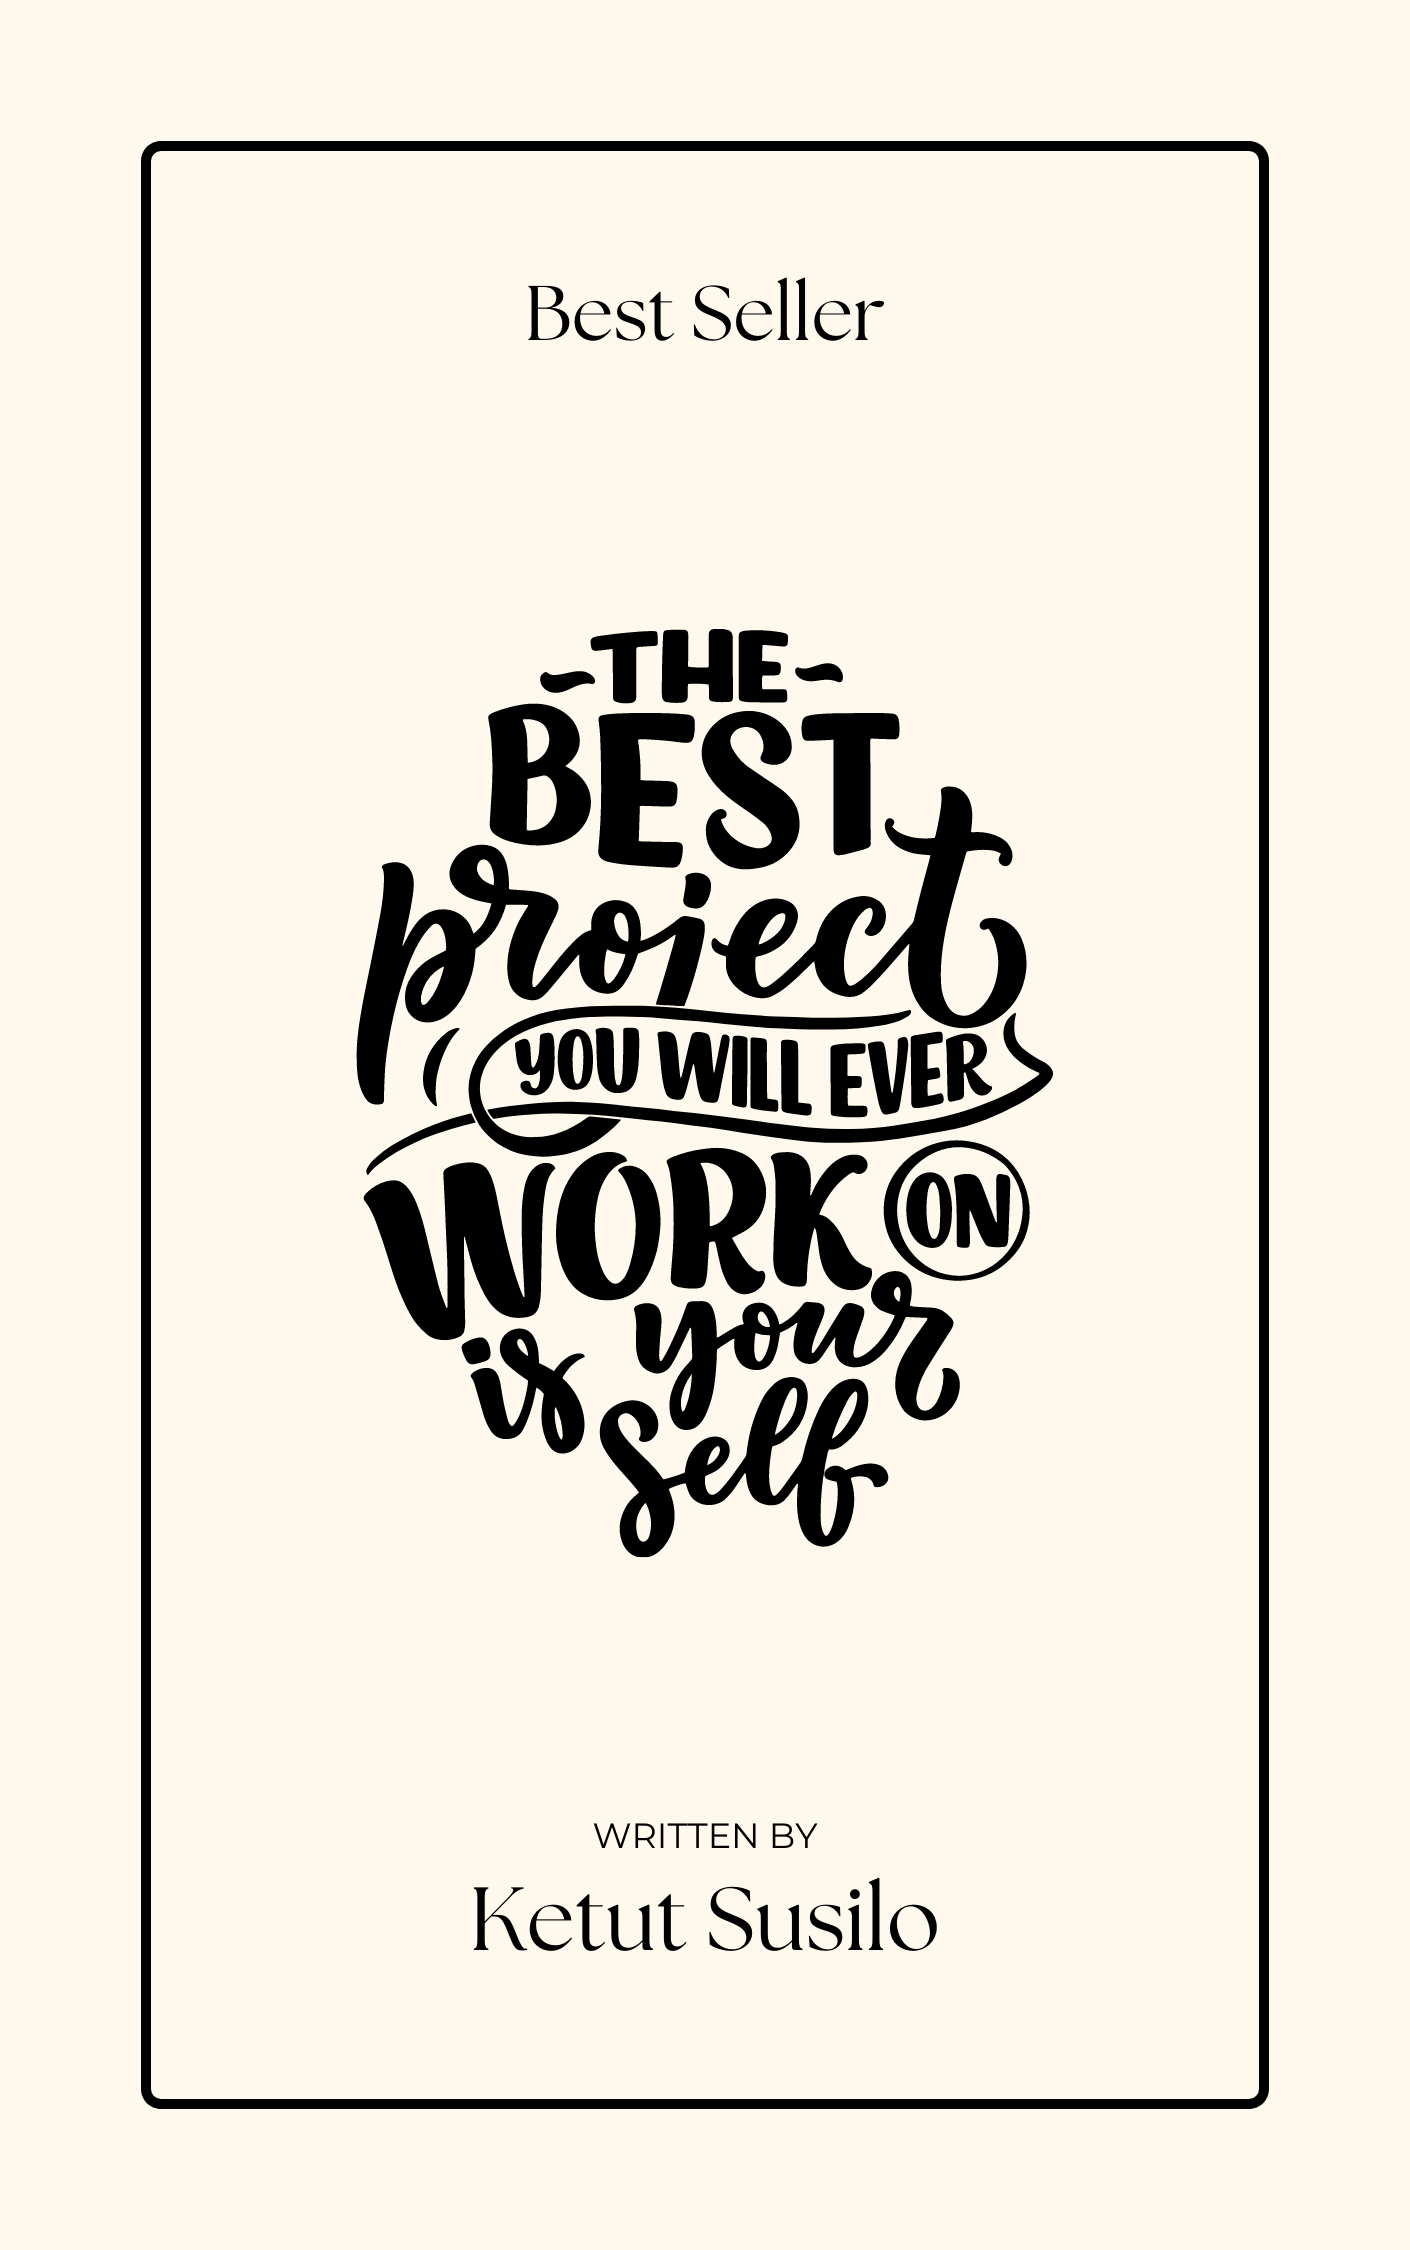 Best Seller
~THE~
BEST
project
YOU WILL EVER
WORK ON
is your
Self
WRITTEN BY
Ketut Susilo